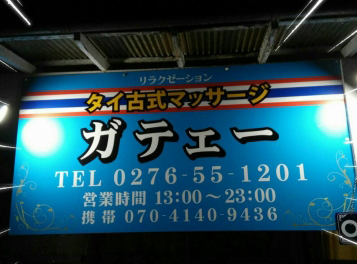 リラクゼーション
タイ古式マッサージ
ガテェー
TEL 0276-55-1201
営業時間 13:00～23:00
携帯 070-4140-9436